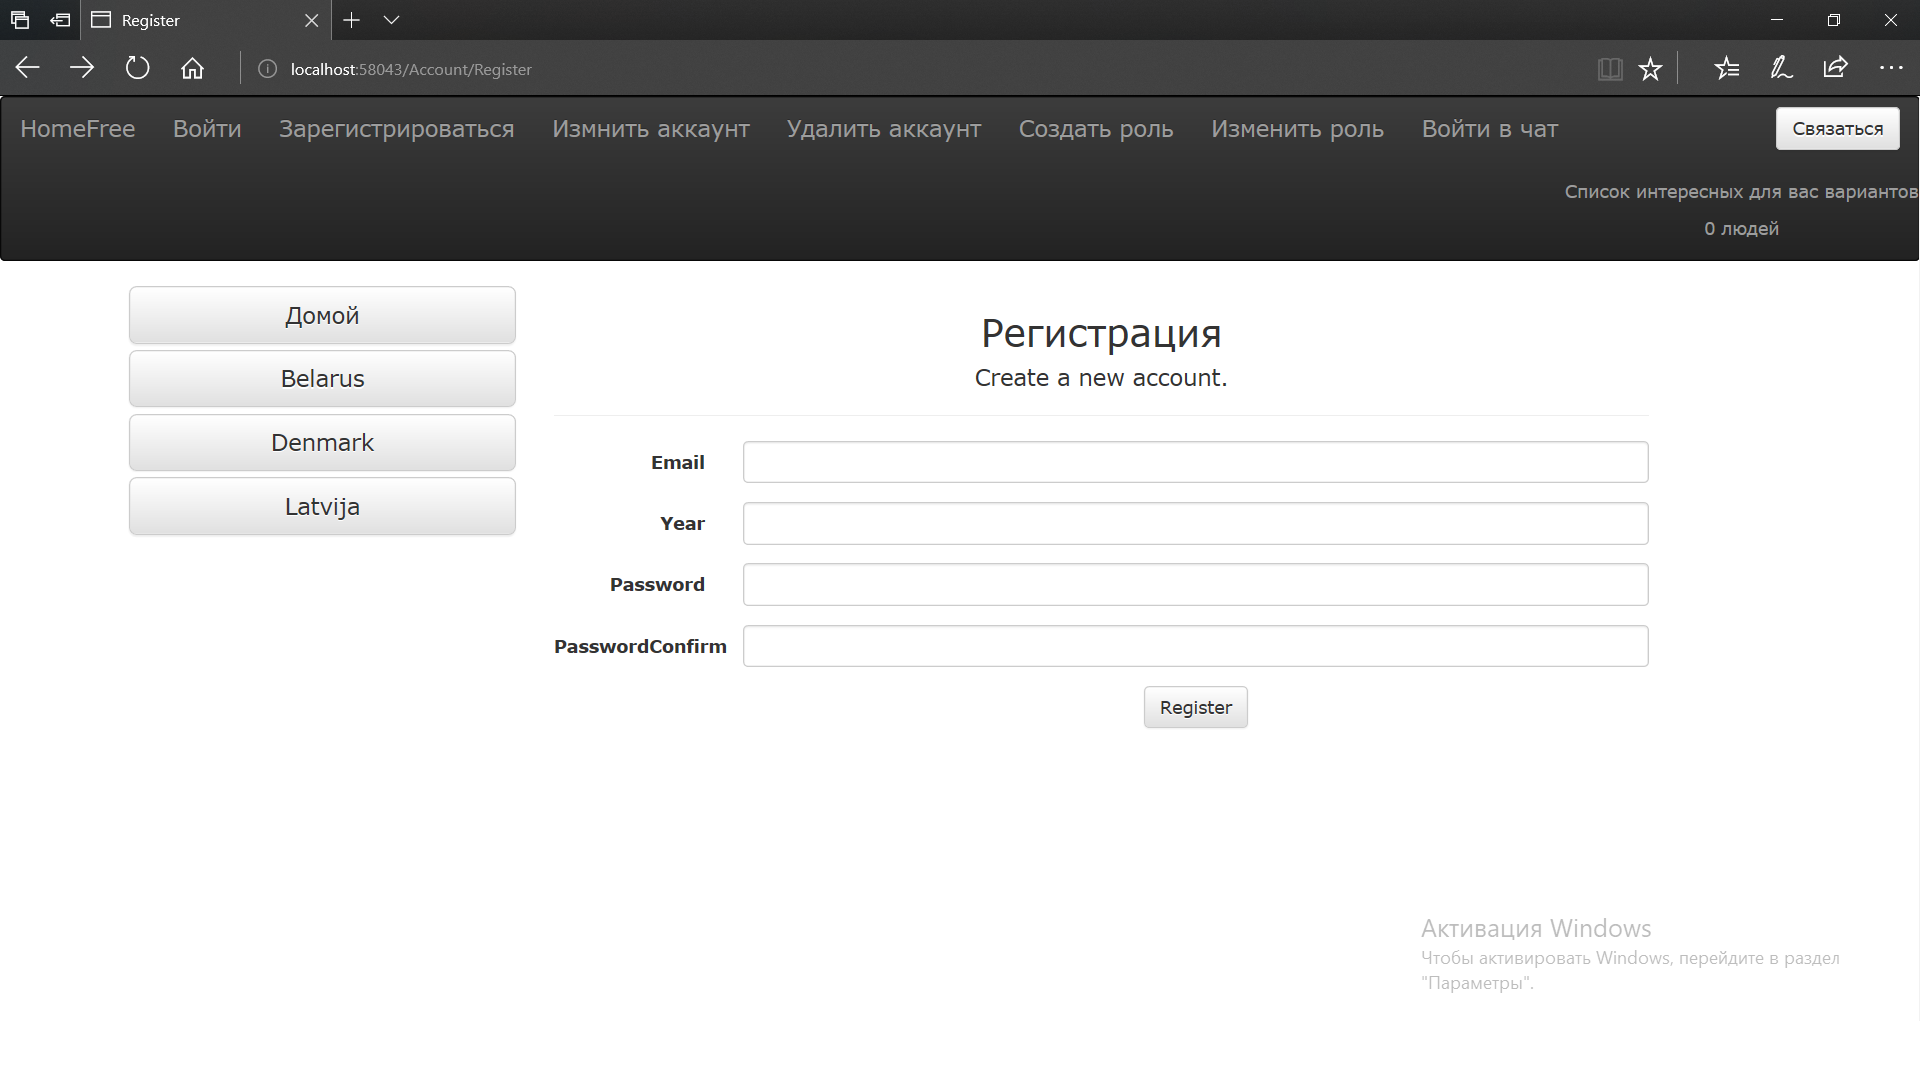 Register
localhost:58043/Account/Register
HomeFree Войти Зарегистрироваться Измнить аккаунт Удалить аккаунт Создать роль Изменить роль Войти в чат Связаться
Список интересных для вас вариантов
0 людей
Домой
Belarus
Denmark
Latvija
Регистрация
Create a new account.
Email
Year
Password
PasswordConfirm
Register
Активация Windows
Чтобы активировать Windows, перейдите в раздел
"Параметры".